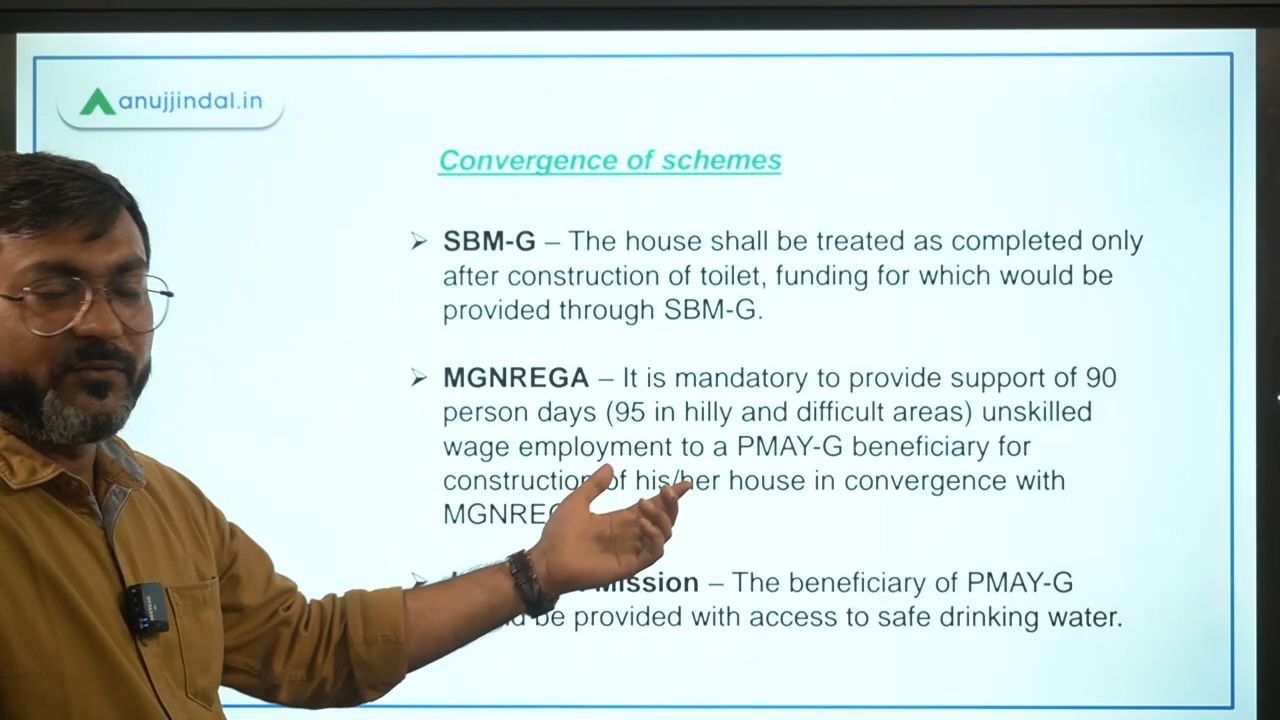 anujjindal.in
Convergence of schemes
➢ SBM-G – The house shall be treated as completed only
after construction of toilet, funding for which would be
provided through SBM-G.
➢ MGNREGA – It is mandatory to provide support of 90
person days (95 in hilly and difficult areas) unskilled
wage employment to a PMAY-G beneficiary for
construction of his/her house in convergence with
– The beneficiary of PMAY-G
be provided with access to safe drinking water.